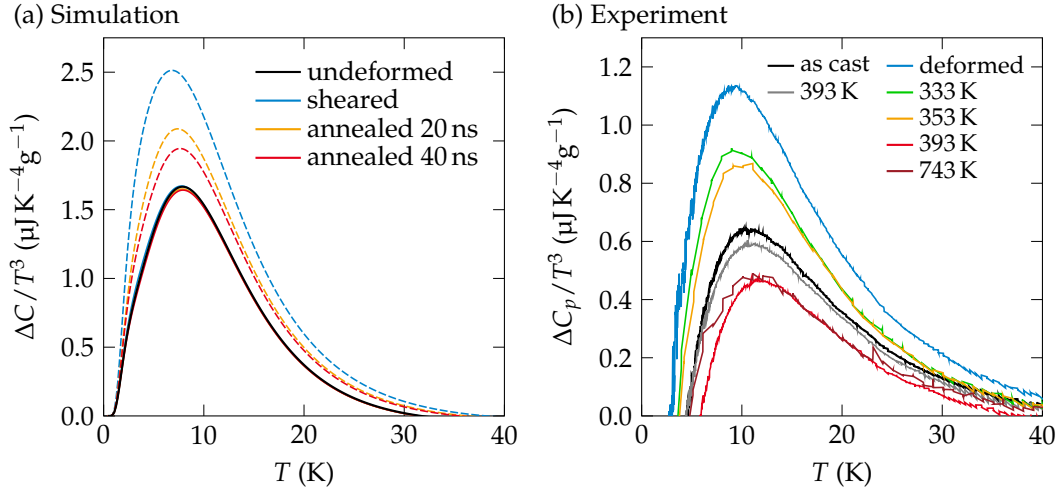 (a) Simulation
ΔC/T³ (µJ K⁻⁴g⁻¹)
2.5
2.0
1.5
1.0
0.5
0.0
undeformed
sheared
annealed 20 ns
annealed 40 ns
0 10 20 30 40
T (K)
(b) Experiment
ΔCₚ/T³ (µJ K⁻⁴g⁻¹)
1.2
1.0
0.8
0.6
0.4
0.2
0.0
as cast
393 K
deformed
333 K
353 K
393 K
743 K
0 10 20 30 40
T (K)